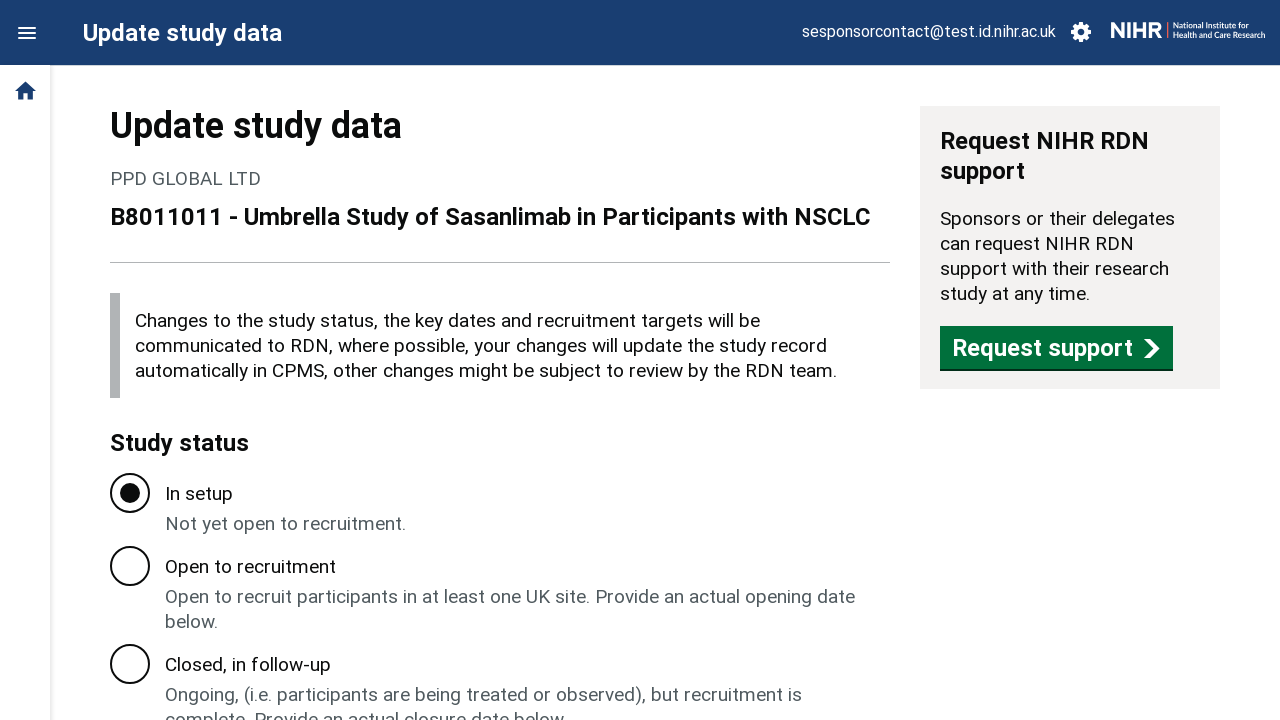 Update study data
sesponsorcontact@test.id.nihr.ac.uk
NIHR | National Institute for
Health and Care Research
Update study data
PPD GLOBAL LTD
B8011011 - Umbrella Study of Sasanlimab in Participants with NSCLC
Changes to the study status, the key dates and recruitment targets will be
communicated to RDN, where possible, your changes will update the study record
automatically in CPMS, other changes might be subject to review by the RDN team.
Study status
In setup
Not yet open to recruitment.
Open to recruitment
Open to recruit participants in at least one UK site. Provide an actual opening date
below.
Closed, in follow-up
Ongoing, (i.e. participants are being treated or observed), but recruitment is
complete. Provide an actual closure date below.
Request NIHR RDN
support
Sponsors or their delegates
can request NIHR RDN
support with their research
study at any time.
Request support